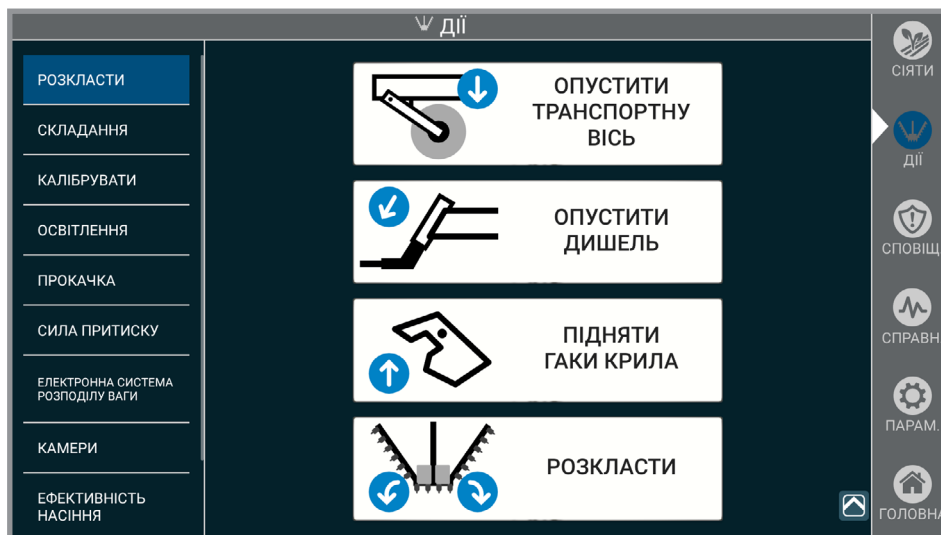 ДІЇ
РОЗКЛАСТИ
СКЛАДАННЯ
КАЛІБРУВАТИ
ОСВІТЛЕННЯ
ПРОКАЧКА
СИЛА ПРИТИСКУ
ЕЛЕКТРОННА СИСТЕМА
РОЗПОДІЛУ ВАГИ
КАМЕРИ
ЕФЕКТИВНІСТЬ
НАСІННЯ
ОПУСТИТИ
ТРАНСПОРТНУ
ВІСЬ
ОПУСТИТИ
ДИШЕЛЬ
ПІДНЯТИ
ГАКИ КРИЛА
РОЗКЛАСТИ
СІЯТИ
ДІЇ
СПОВІЩ
СПРАВН
ПАРАМ.
ГОЛОВНА